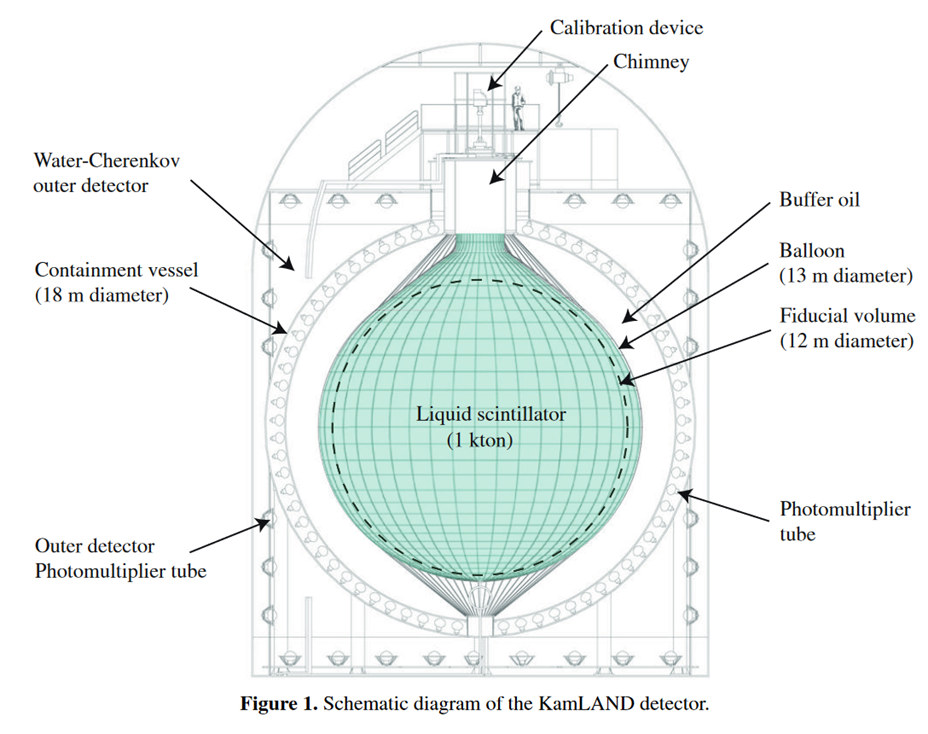 Calibration device
Chimney
Water-Cherenkov
outer detector
Buffer oil
Containment vessel
(18 m diameter)
Balloon
(13 m diameter)
Fiducial volume
(12 m diameter)
Liquid scintillator
(1 kton)
Photomultiplier
tube
Outer detector
Photomultiplier tube
Figure 1. Schematic diagram of the KamLAND detector.